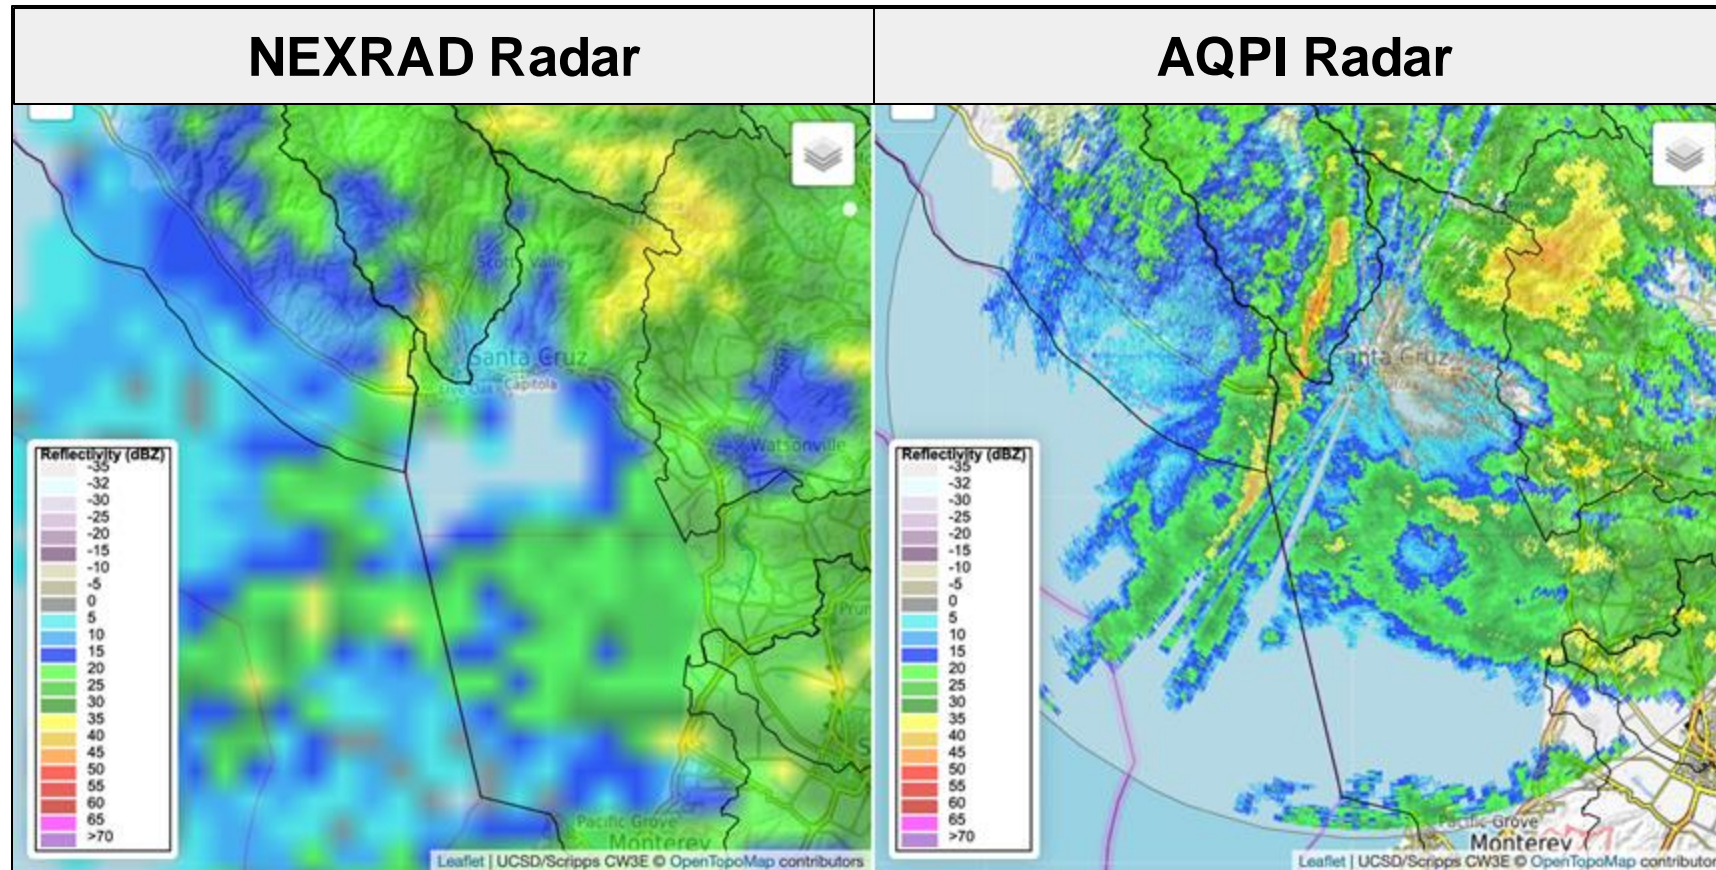 NEXRAD Radar
AQPI Radar
Scotts Valley
Santa Cruz
Capitola
Watsonville
Prun
S
Reflectivity (dBZ)
-35
-32
-30
-25
-20
-15
-10
-5
0
5
10
15
20
25
30
35
40
45
50
55
60
65
>70
Pacific Grove
Monterey
Leaflet | UCSD/Scripps CW3E © OpenTopoMap contributors
Santa Cruz
Reflectivity (dBZ)
-35
-32
-30
-25
-20
-15
-10
-5
0
5
10
15
20
25
30
35
40
45
50
55
60
65
>70
Pacific Grove
Monterey
Leaflet | UCSD/Scripps CW3E © OpenTopoMap contributor